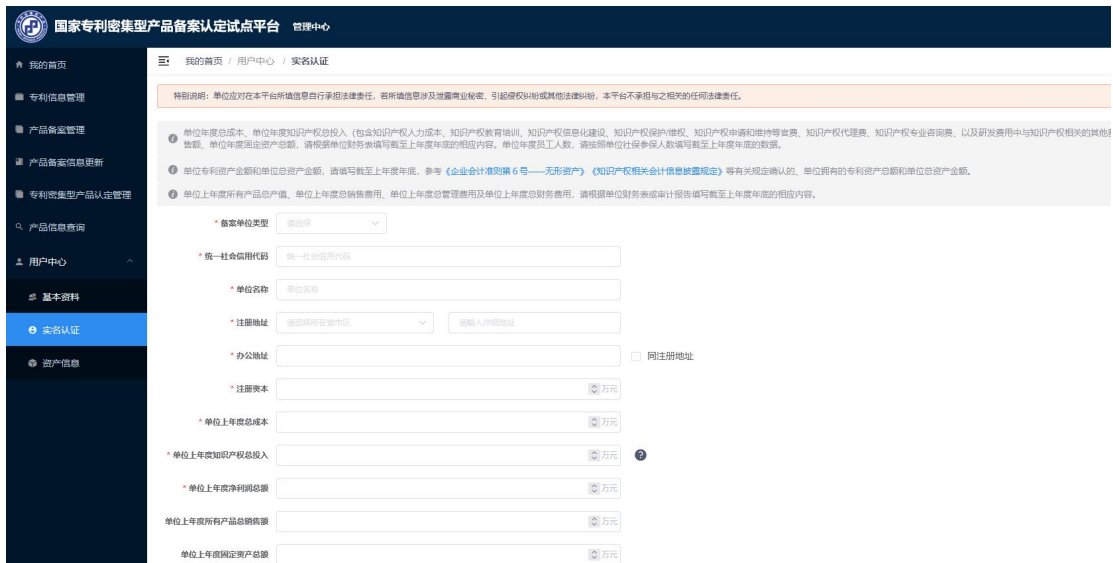 国家专利密集型产品备案认定试点平台 管理中心
我的首页
专利信息管理
产品备案管理
产品备案信息更新
专利密集型产品认定管理
产品信息查询
用户中心
基本资料
实名认证
资产信息
我的首页 / 用户中心 / 实名认证
特别说明：单位应对在本平台所填信息自行承担法律责任，若所填信息涉及泄露商业秘密、引起侵权纠纷或其他法律纠纷，本平台不承担与之相关的任何法律责任。
单位年度总成本、单位年度知识产权总投入（包含知识产权人力成本、知识产权教育培训、知识产权信息化建设、知识产权保护/维权、知识产权申请和维持等官费、知识产权代理费、知识产权专业咨询费、以及研发费用中与知识产权相关的其他费
售额、单位年度固定资产总额，请根据单位财务表填写截至上年度年底的相应内容。单位年度员工人数，请按照单位社保参保人数填写截至上年度年底的数据。
单位专利资产金额和单位总资产金额，请填写截至上年度年底，参考《企业会计准则第 6 号——无形资产》《知识产权相关会计信息披露规定》等有关规定确认的、单位拥有的专利资产总额和单位总资产金额。
单位上年度所有产品总产值、单位上年度总销售费用、单位上年度总管理费用及单位上年度总财务费用，请根据单位财务表或审计报告填写截至上年度年底的相应内容。
* 备案单位类型 请选择
* 统一社会信用代码 统一社会信用代码
* 单位名称 单位名称
* 注册地址 请选择所在省市区 请输入详细地址
* 办公地址 同注册地址
* 注册资本 万元
* 单位上年度总成本 万元
* 单位上年度知识产权总投入 万元
* 单位上年度净利润总额 万元
单位上年度所有产品总销售额 万元
单位上年度固定资产总额 万元